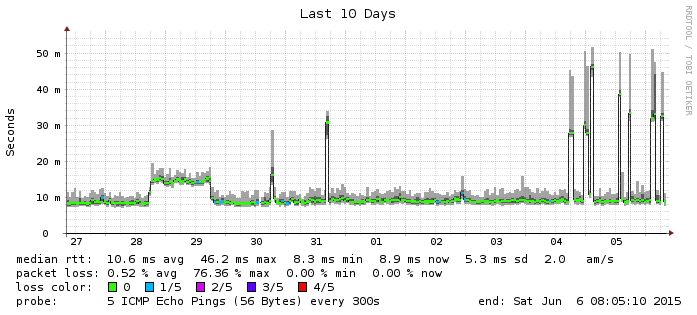 Last 10 Days
RRDTOOL / TOBI OETIKER
Seconds
50 m
40 m
30 m
20 m
10 m
0
27 28 29 30 31 01 02 03 04 05
median rtt: 10.6 ms avg 46.2 ms max 8.3 ms min 8.9 ms now 5.3 ms sd 2.0 am/s
packet loss: 0.52 % avg 76.36 % max 0.00 % min 0.00 % now
loss color: 0 1/5 2/5 3/5 4/5
probe: 5 ICMP Echo Pings (56 Bytes) every 300s end: Sat Jun 6 08:05:10 2015